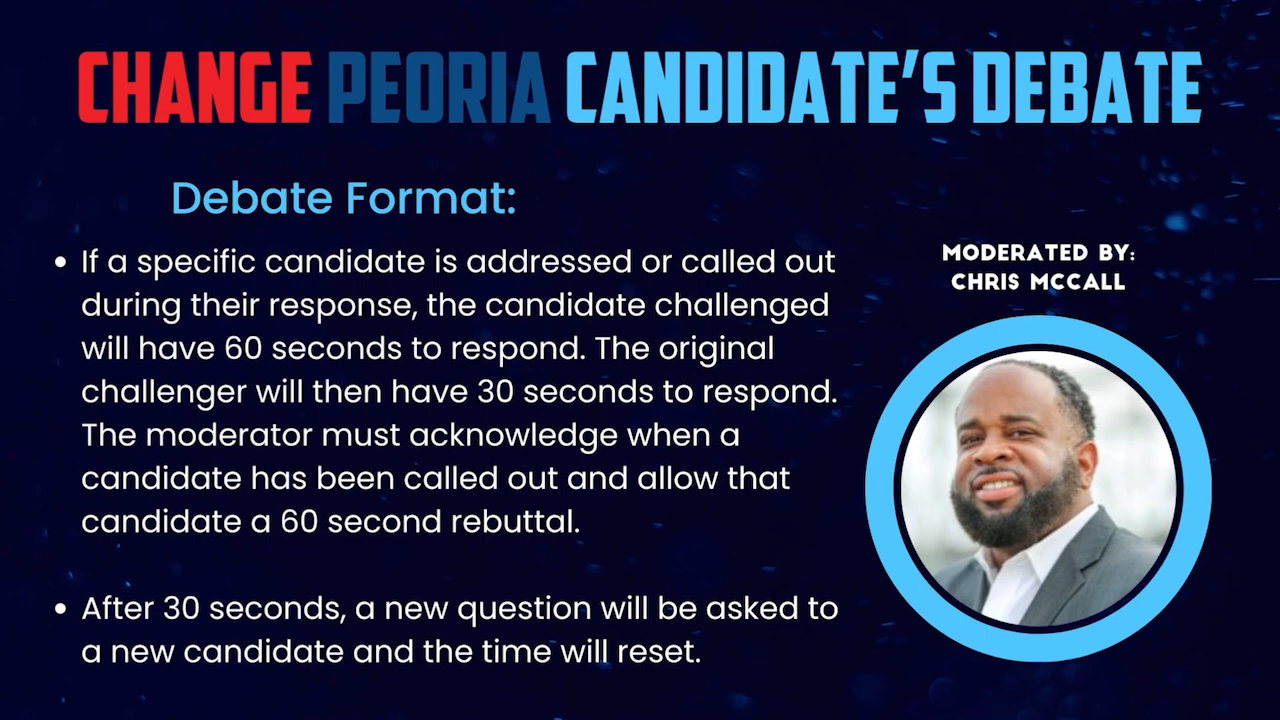 CHANGE PEORIA CANDIDATE'S DEBATE
Debate Format:
• If a specific candidate is addressed or called out
during their response, the candidate challenged
will have 60 seconds to respond. The original
challenger will then have 30 seconds to respond.
The moderator must acknowledge when a
candidate has been called out and allow that
candidate a 60 second rebuttal.
• After 30 seconds, a new question will be asked to
a new candidate and the time will reset.
MODERATED BY:
CHRIS MCCALL